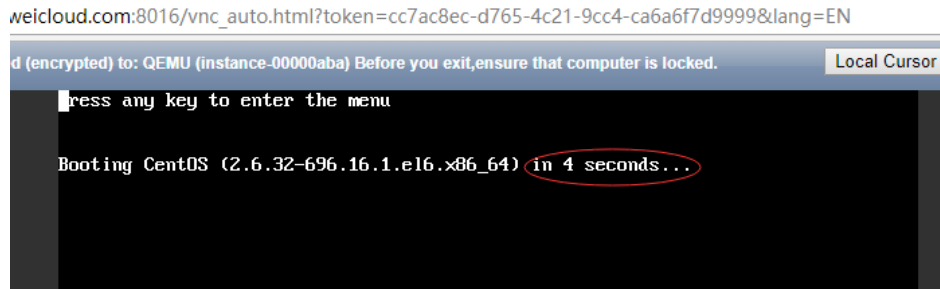 weicloud.com:8016/vnc_auto.html?token=cc7ac8ec-d765-4c21-9cc4-ca6a6f7d9999&lang=EN
d (encrypted) to: QEMU (instance-00000aba) Before you exit,ensure that computer is locked.
Local Cursor
ress any key to enter the menu
Booting CentOS (2.6.32-696.16.1.el6.x86_64) in 4 seconds...